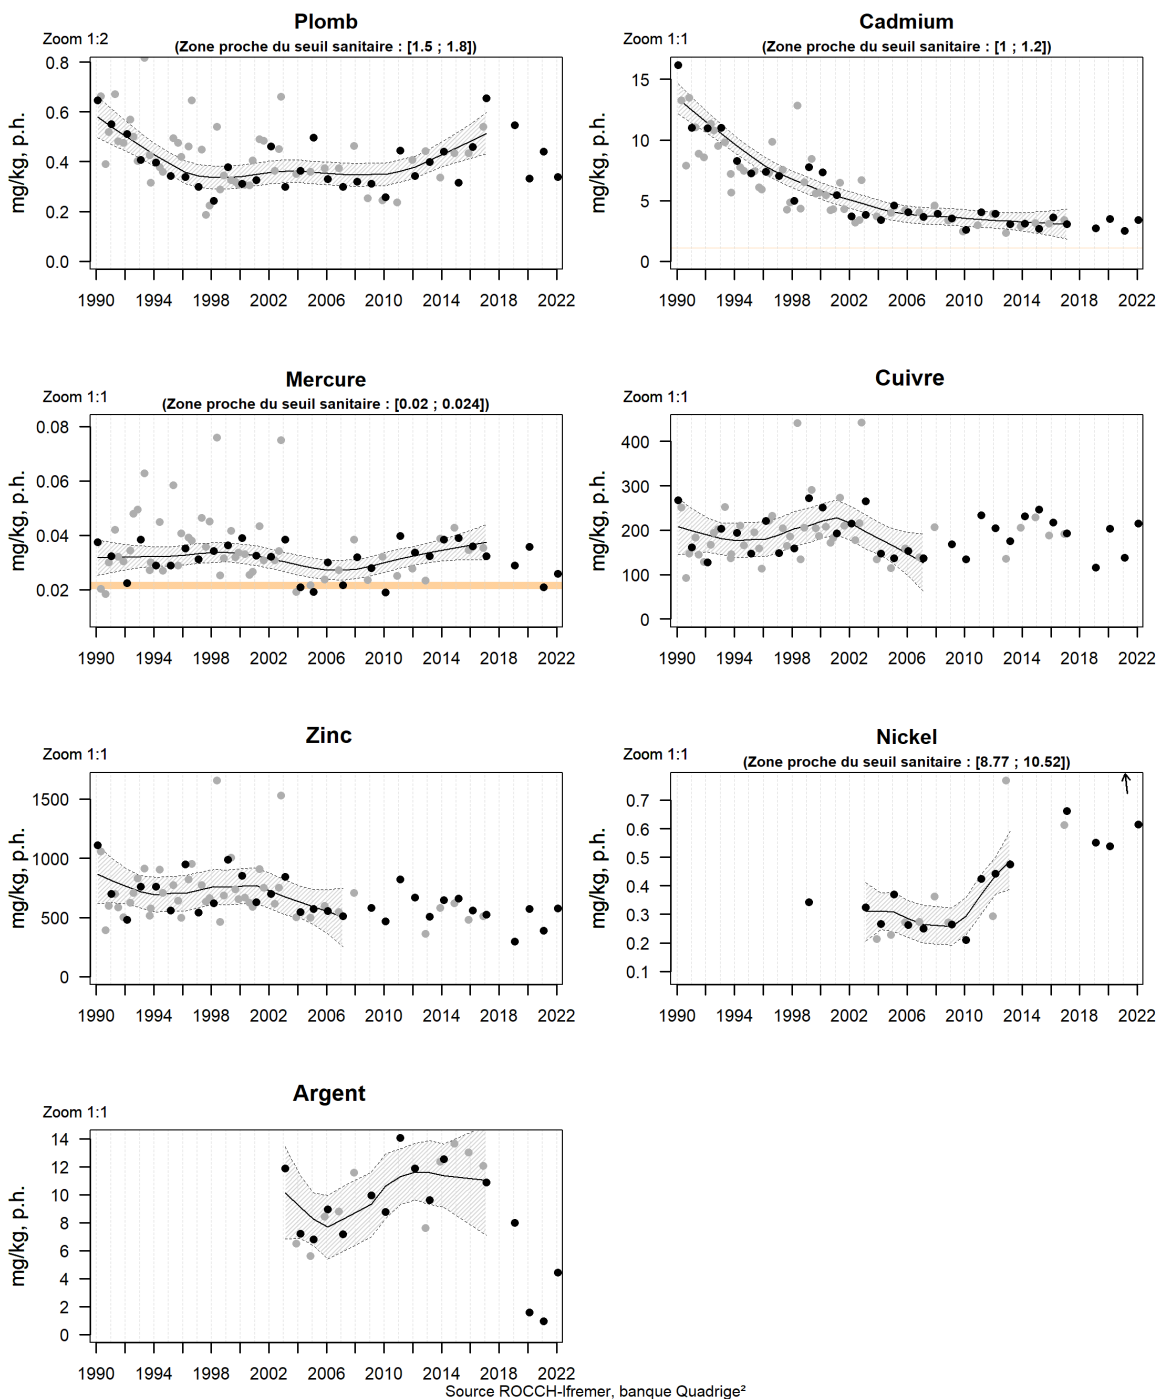 Plomb
Zoom 1:2
(Zone proche du seuil sanitaire : [1.5 ; 1.8])
mg/kg, p.h.
0.8
0.6
0.4
0.2
0.0
1990 1994 1998 2002 2006 2010 2014 2018 2022
Cadmium
Zoom 1:1
(Zone proche du seuil sanitaire : [1 ; 1.2])
mg/kg, p.h.
15
10
5
0
1990 1994 1998 2002 2006 2010 2014 2018 2022
Mercure
Zoom 1:1
(Zone proche du seuil sanitaire : [0.02 ; 0.024])
mg/kg, p.h.
0.08
0.06
0.04
0.02
1990 1994 1998 2002 2006 2010 2014 2018 2022
Cuivre
Zoom 1:1
mg/kg, p.h.
400
300
200
100
0
1990 1994 1998 2002 2006 2010 2014 2018 2022
Zinc
Zoom 1:1
mg/kg, p.h.
1500
1000
500
0
1990 1994 1998 2002 2006 2010 2014 2018 2022
Nickel
Zoom 1:1
(Zone proche du seuil sanitaire : [8.77 ; 10.52])
mg/kg, p.h.
0.7
0.6
0.5
0.4
0.3
0.2
0.1
1990 1994 1998 2002 2006 2010 2014 2018 2022
Argent
Zoom 1:1
mg/kg, p.h.
14
12
10
8
6
4
2
0
1990 1994 1998 2002 2006 2010 2014 2018 2022
Source ROCCH-Ifremer, banque Quadrige²